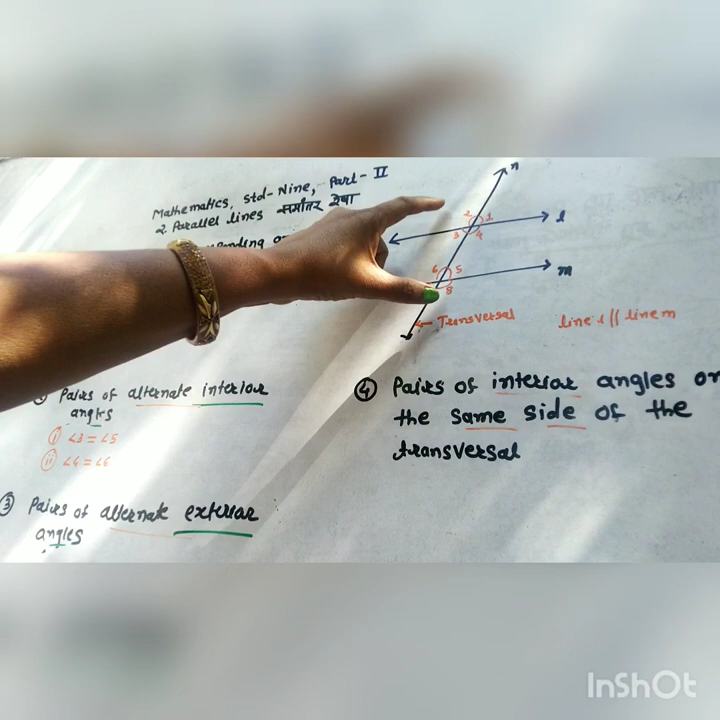 Mathematics, Std-Nine, Part-II
2. Parallel lines समांतर रेषा
n
2 1
3 4
l
6 5
8
m
← Transversal
line l || line m
Pairs of alternate interior
angles
(i) ∠3 = ∠5
(ii) ∠4 = ∠6
③ Pairs of alternate exterior
angles
④ Pairs of interior angles on
the same side of the
transversal
InShOt